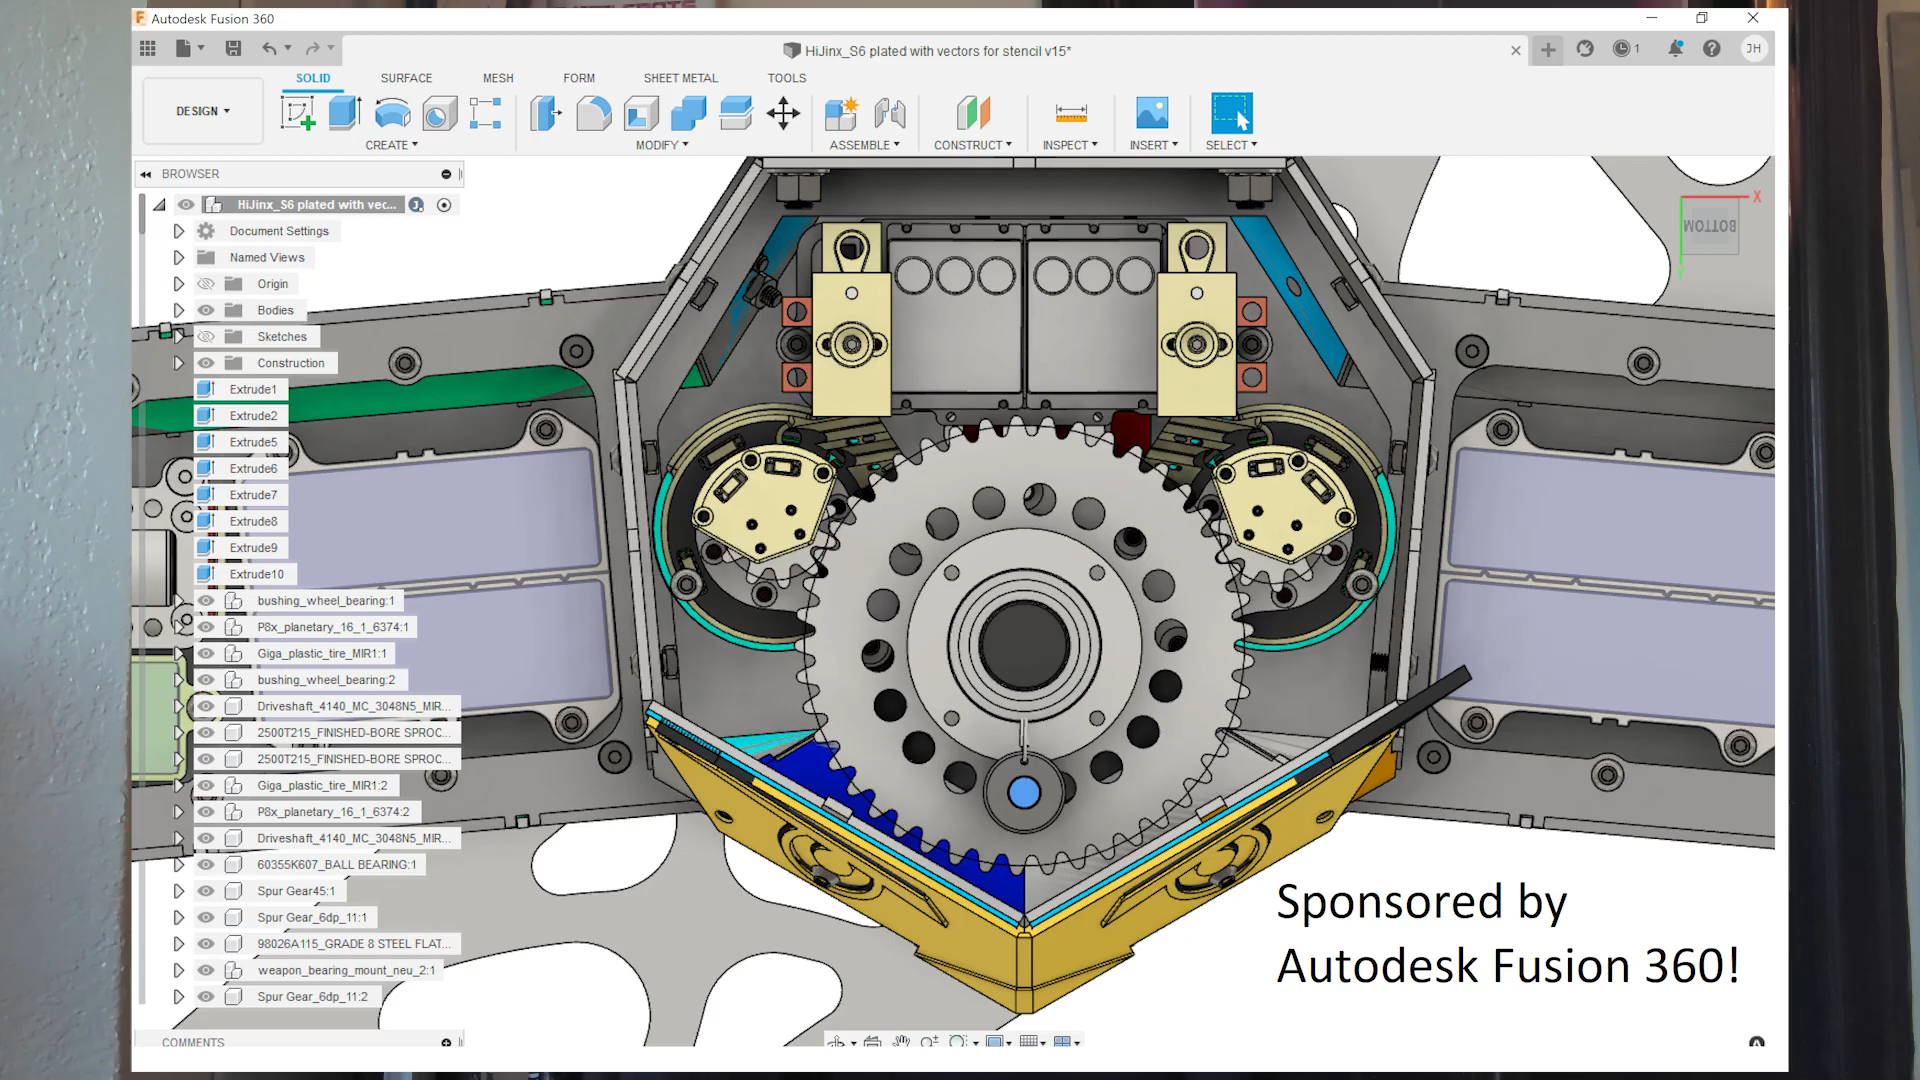 Autodesk Fusion 360
HiJinx_S6 plated with vectors for stencil v15*
1
JH
DESIGN
SOLID
SURFACE
MESH
FORM
SHEET METAL
TOOLS
CREATE
MODIFY
ASSEMBLE
CONSTRUCT
INSPECT
INSERT
SELECT
BROWSER
HiJinx_S6 plated with vec...
Document Settings
Named Views
Origin
Bodies
Sketches
Construction
Extrude1
Extrude2
Extrude5
Extrude6
Extrude7
Extrude8
Extrude9
Extrude10
bushing_wheel_bearing:1
P8x_planetary_16_1_6374:1
Giga_plastic_tire_MIR1:1
bushing_wheel_bearing:2
Driveshaft_4140_MC_3048N5_MIR...
2500T215_FINISHED-BORE SPROC...
2500T215_FINISHED-BORE SPROC...
Giga_plastic_tire_MIR1:2
P8x_planetary_16_1_6374:2
Driveshaft_4140_MC_3048N5_MIR...
60355K607_BALL BEARING:1
Spur Gear45:1
Spur Gear_6dp_11:1
98026A115_GRADE 8 STEEL FLAT...
weapon_bearing_mount_neu_2:1
Spur Gear_6dp_11:2
COMMENTS
X
BOTTOM
Sponsored by
Autodesk Fusion 360!